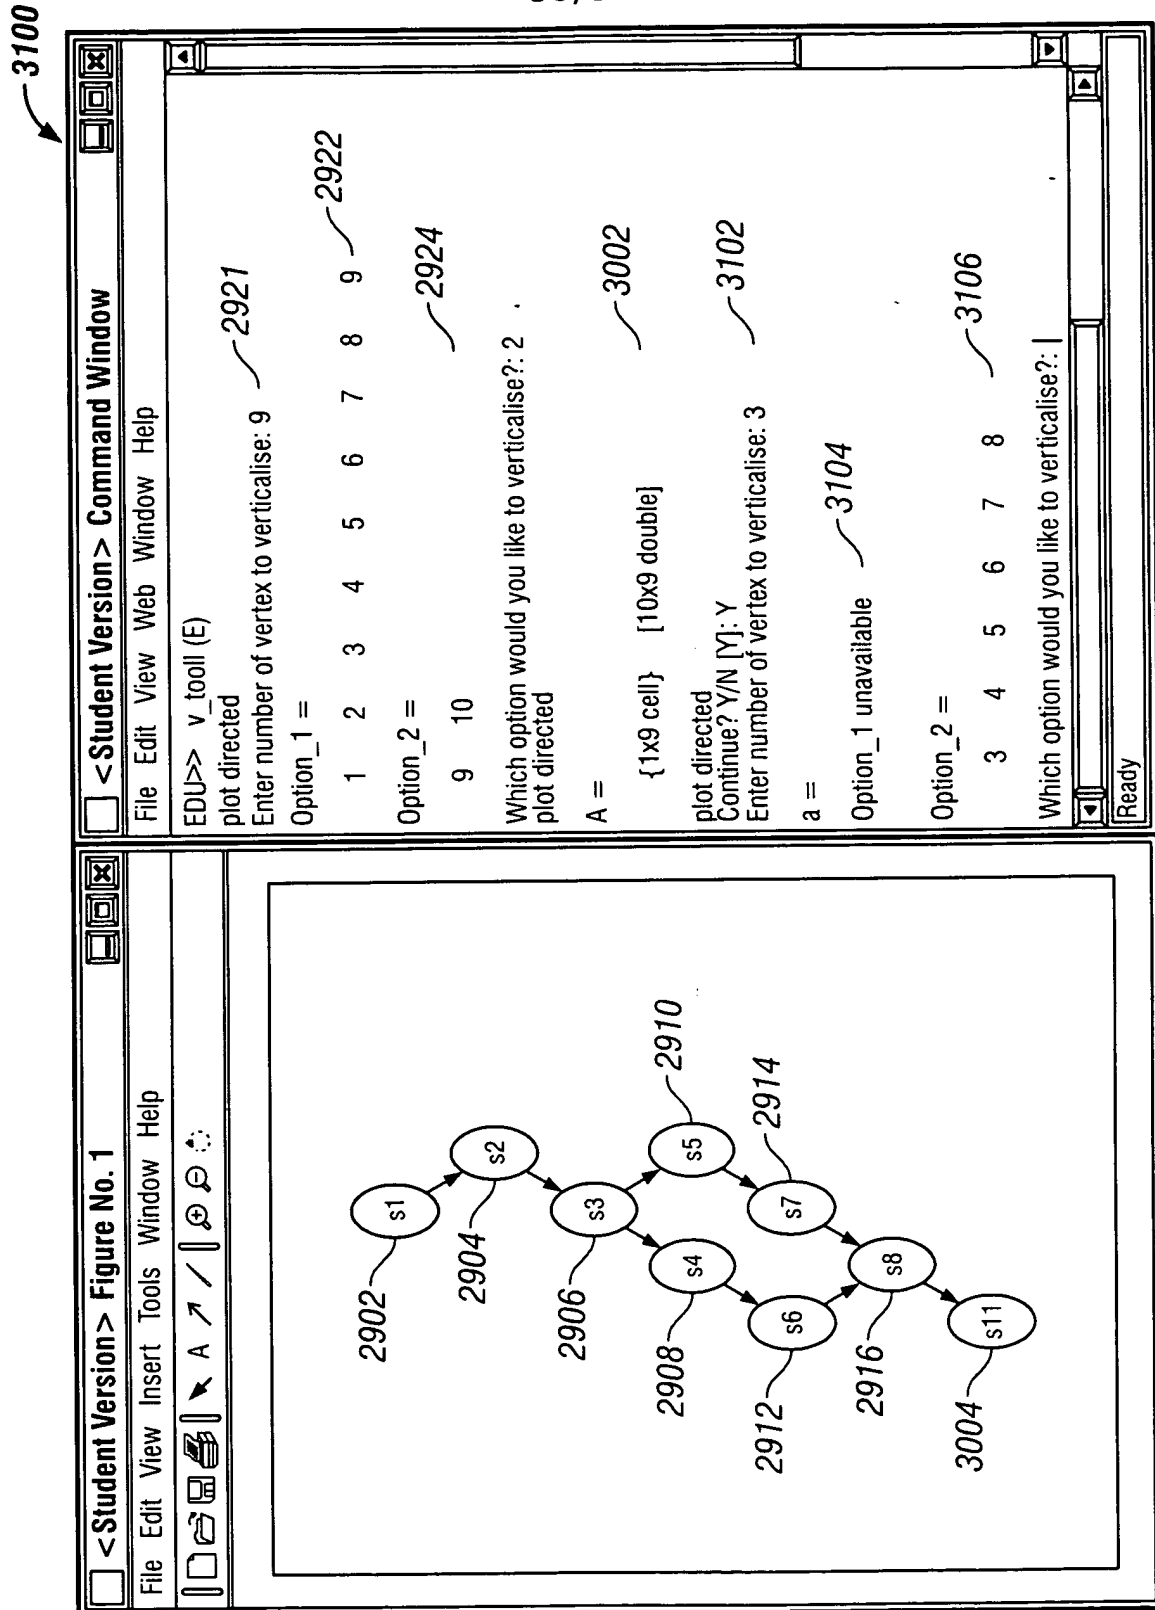 3100
<Student Version> Figure No. 1
File Edit View Insert Tools Window Help
A
s1
s2
s3
s4
s5
s6
s7
s8
s11
2902
2904
2906
2908
2910
2912
2914
2916
3004
<Student Version> Command Window
File Edit View Web Window Help
EDU>> v_tooll (E)
plot directed
Enter number of vertex to verticalise: 9
2921
Option_1 =
1 2 3 4 5 6 7 8 9
2922
Option_2 =
9 10
2924
Which option would you like to verticalise?: 2
plot directed
A =
{1x9 cell} [10x9 double]
3002
plot directed
Continue? Y/N [Y]: Y
Enter number of vertex to verticalise: 3
3102
a =
Option_1 unavailable
3104
Option_2 =
3 4 5 6 7 8
3106
Which option would you like to verticalise?: |
Ready